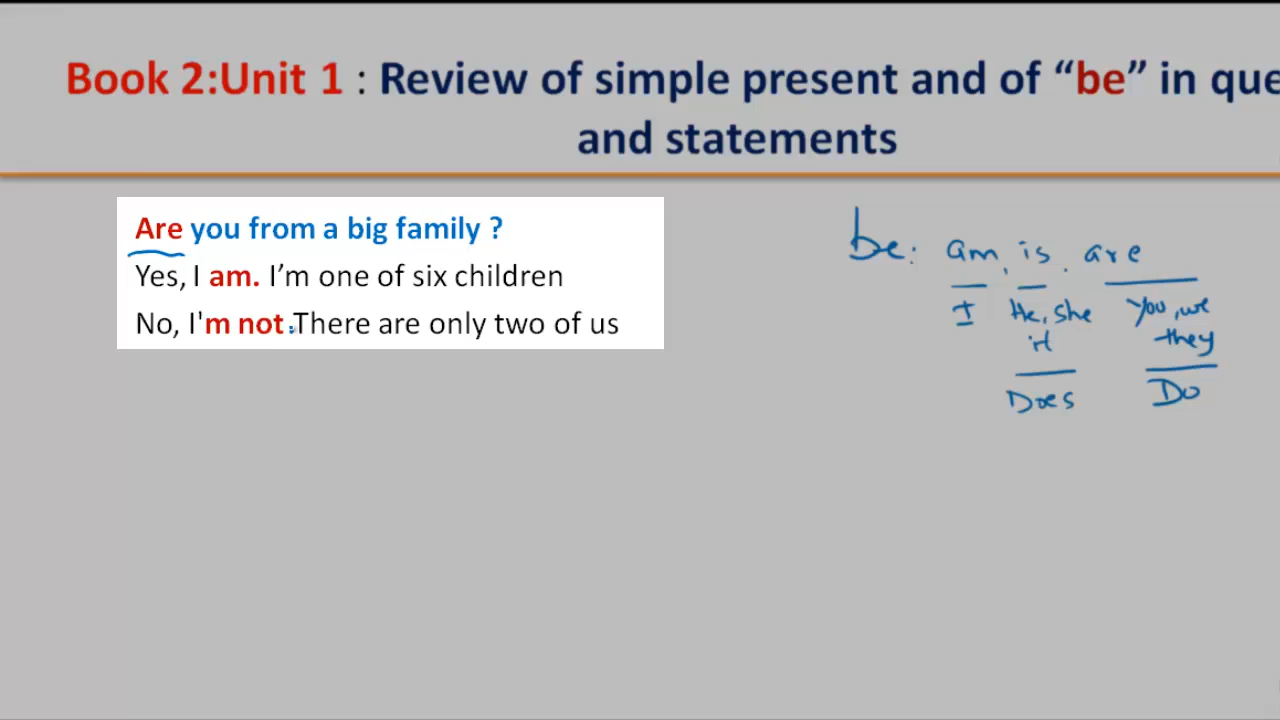 Book 2:Unit 1 : Review of simple present and of “be” in que
and statements
Are you from a big family ?
Yes, I am. I’m one of six children
No, I'm not.There are only two of us
be: am, is. are
I He, she You, we
it they
Does Do